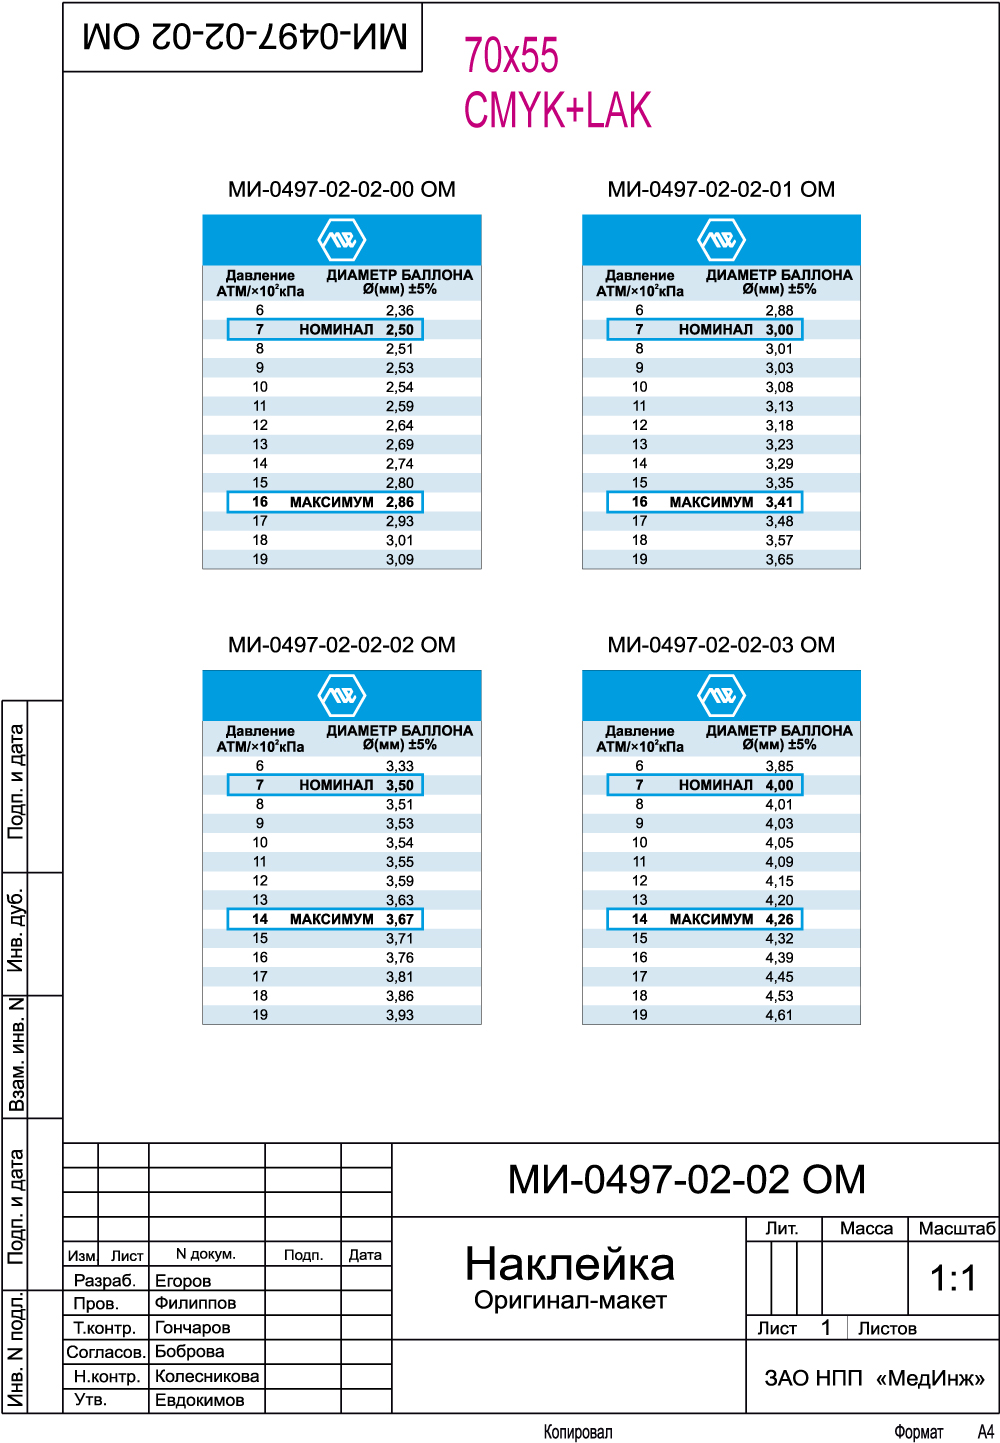 МИ-0497-02-02 ОМ
70x55
CMYK+LAK
МИ-0497-02-02-00 ОМ
Давление ДИАМЕТР БАЛЛОНА
АТМ/×10²кПа Ø(мм) ±5%
6 2,36
7 НОМИНАЛ 2,50
8 2,51
9 2,53
10 2,54
11 2,59
12 2,64
13 2,69
14 2,74
15 2,80
16 МАКСИМУМ 2,86
17 2,93
18 3,01
19 3,09
МИ-0497-02-02-01 ОМ
Давление ДИАМЕТР БАЛЛОНА
АТМ/×10²кПа Ø(мм) ±5%
6 2,88
7 НОМИНАЛ 3,00
8 3,01
9 3,03
10 3,08
11 3,13
12 3,18
13 3,23
14 3,29
15 3,35
16 МАКСИМУМ 3,41
17 3,48
18 3,57
19 3,65
МИ-0497-02-02-02 ОМ
Давление ДИАМЕТР БАЛЛОНА
АТМ/×10²кПа Ø(мм) ±5%
6 3,33
7 НОМИНАЛ 3,50
8 3,51
9 3,53
10 3,54
11 3,55
12 3,59
13 3,63
14 МАКСИМУМ 3,67
15 3,71
16 3,76
17 3,81
18 3,86
19 3,93
МИ-0497-02-02-03 ОМ
Давление ДИАМЕТР БАЛЛОНА
АТМ/×10²кПа Ø(мм) ±5%
6 3,85
7 НОМИНАЛ 4,00
8 4,01
9 4,03
10 4,05
11 4,09
12 4,15
13 4,20
14 МАКСИМУМ 4,26
15 4,32
16 4,39
17 4,45
18 4,53
19 4,61
Подп. и дата
Инв. дуб.
Взам. инв. N
Подп. и дата
Инв. N подл.
МИ-0497-02-02 ОМ
Изм. Лист N докум. Подп. Дата
Разраб. Егоров
Пров. Филиппов
Т.контр. Гончаров
Согласов. Боброва
Н.контр. Колесникова
Утв. Евдокимов
Наклейка
Оригинал-макет
Лит. Масса Масштаб
1:1
Лист 1 Листов
ЗАО НПП «МедИнж»
Копировал Формат А4